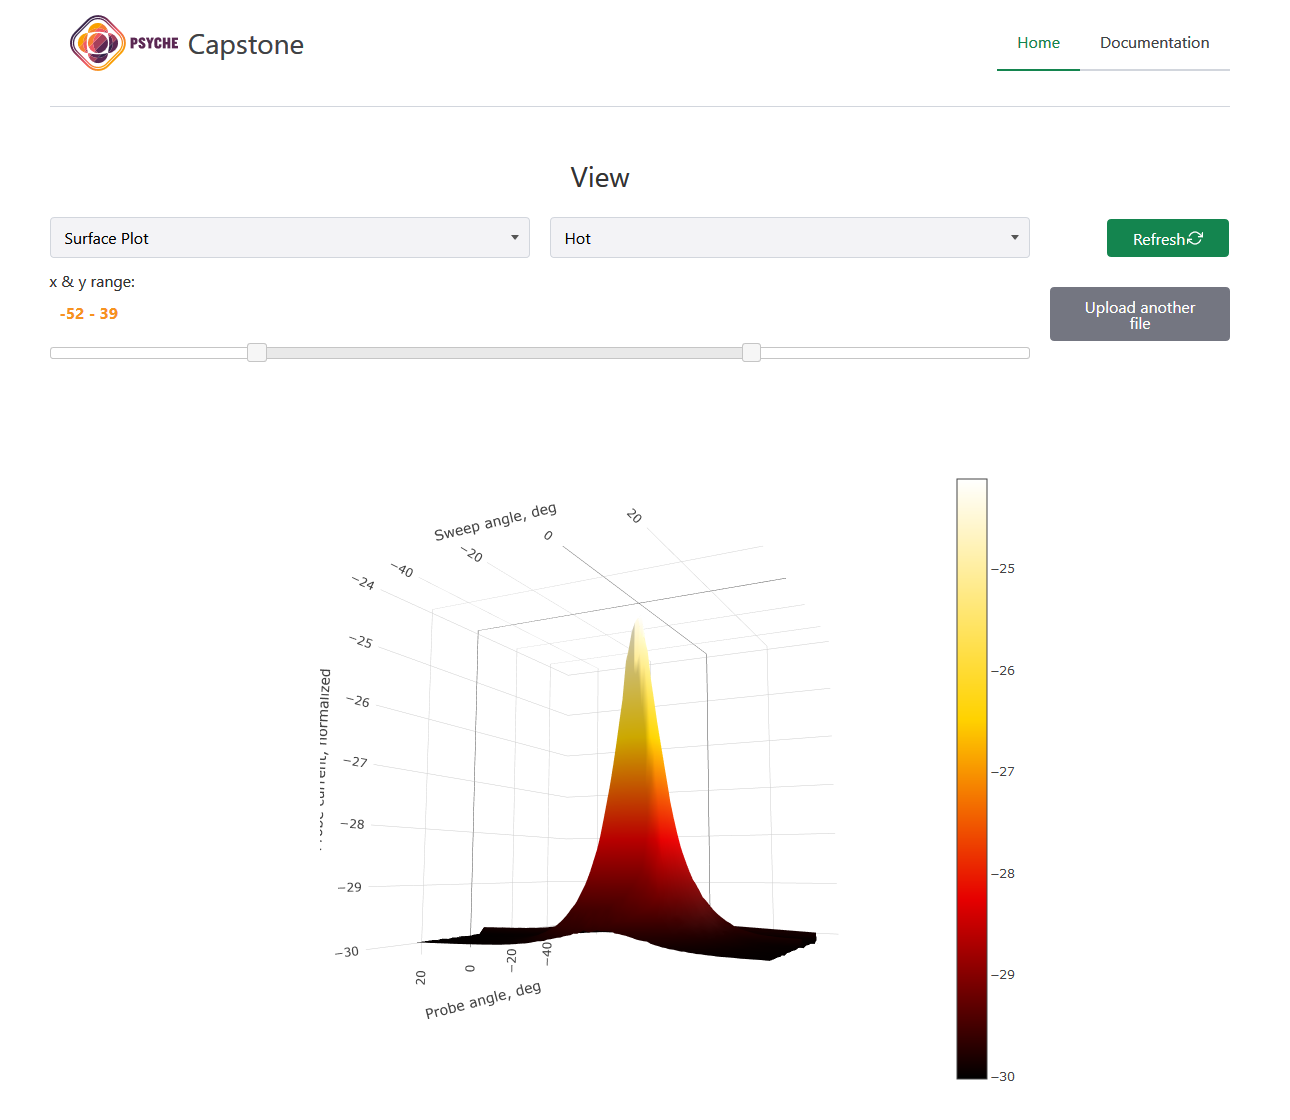 PSYCHE Capstone
Home Documentation
View
Surface Plot
Hot
Refresh
x & y range:
-52 - 39
Upload another
file
Sweep angle, deg
20
0
−20
−40
−24
−25
−26
−27
−28
−29
−30
Probe current, normalized
20
0
−20
−40
Probe angle, deg
−25
−26
−27
−28
−29
−30